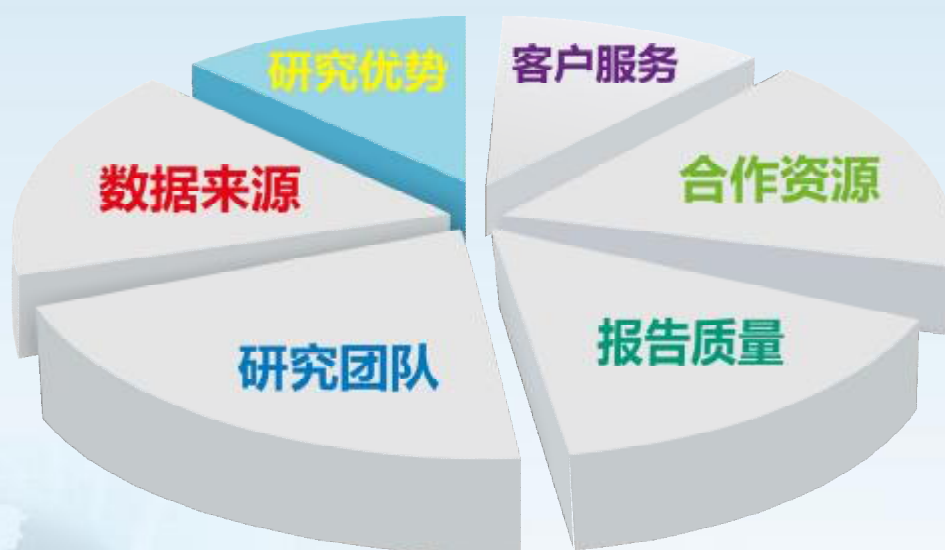 研究优势
客户服务
数据来源
合作资源
研究团队
报告质量